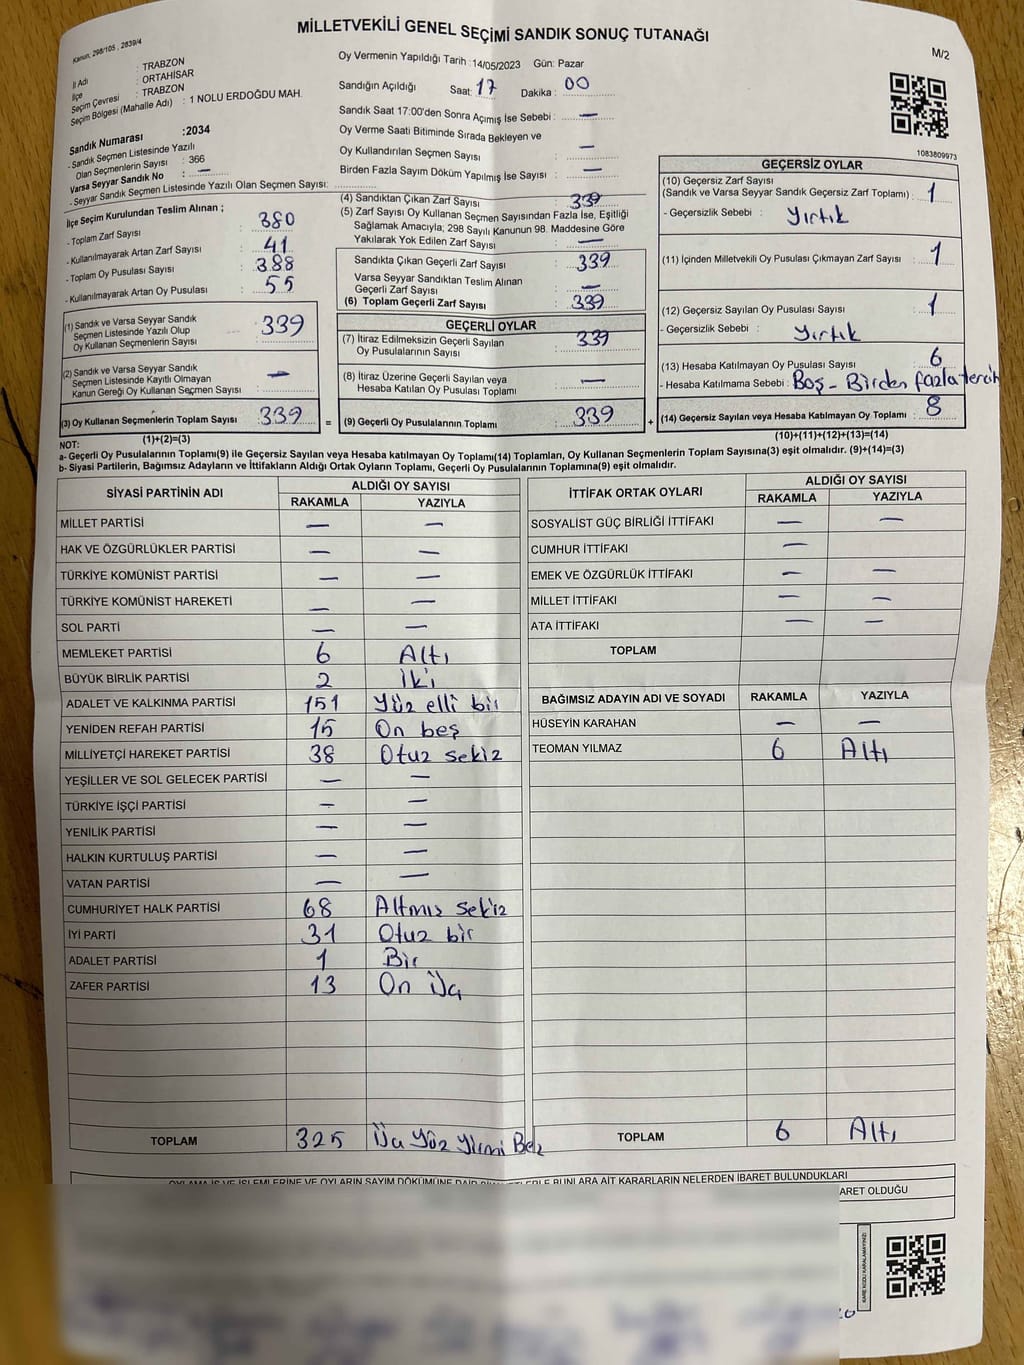 MİLLETVEKİLİ GENEL SEÇİMİ SANDIK SONUÇ TUTANAĞI
Kanun, 298/105 , 2839/4
M/2
İl Adı : TRABZON
İlçe : ORTAHİSAR
Seçim Çevresi : TRABZON
Seçim Bölgesi (Mahalle Adı) : 1 NOLU ERDOĞDU MAH.
Sandık Numarası :2034
- Sandık Seçmen Listesinde Yazılı
Olan Seçmenlerin Sayısı : 366
Varsa Seyyar Sandık No : —
- Seyyar Sandık Seçmen Listesinde Yazılı Olan Seçmen Sayısı:
Oy Vermenin Yapıldığı Tarih : 14/05/2023 Gün: Pazar
Sandığın Açıldığı Saat: 17 Dakika : 00
Sandık Saat 17:00'den Sonra Açımış İse Sebebi : —
Oy Verme Saati Bitiminde Sırada Bekleyen ve
Oy Kullandırılan Seçmen Sayısı : —
Birden Fazla Sayım Döküm Yapılmış İse Sayısı : —
1083809973
İlçe Seçim Kurulundan Teslim Alınan ;
- Toplam Zarf Sayısı : 380
- Kullanılmayarak Artan Zarf Sayısı : 41
- Toplam Oy Pusulası Sayısı : 388
- Kullanılmayarak Artan Oy Pusulası : 55
(1) Sandık ve Varsa Seyyar Sandık
Seçmen Listesinde Yazılı Olup
Oy Kullanan Seçmenlerin Sayısı : 339
(2) Sandık ve Varsa Seyyar Sandık
Seçmen Listesinde Kayıtlı Olmayan
Kanun Gereği Oy Kullanan Seçmen Sayısı : —
(3) Oy Kullanan Seçmenlerin Toplam Sayısı : 339
(1)+(2)=(3)
(4) Sandıktan Çıkan Zarf Sayısı : 339
(5) Zarf Sayısı Oy Kullanan Seçmen Sayısından Fazla İse, Eşitliği
Sağlamak Amacıyla; 298 Sayılı Kanunun 98. Maddesine Göre
Yakılarak Yok Edilen Zarf Sayısı : —
Sandıkta Çıkan Geçerli Zarf Sayısı : 339
Varsa Seyyar Sandıktan Teslim Alınan
Geçerli Zarf Sayısı : —
(6) Toplam Geçerli Zarf Sayısı : 339
GEÇERLİ OYLAR
(7) İtiraz Edilmeksizin Geçerli Sayılan
Oy Pusulalarının Sayısı : 339
(8) İtiraz Üzerine Geçerli Sayılan veya
Hesaba Katılan Oy Pusulası Toplamı : —
= (9) Geçerli Oy Pusulalarının Toplamı : 339 +
GEÇERSİZ OYLAR
(10) Geçersiz Zarf Sayısı
(Sandık ve Varsa Seyyar Sandık Geçersiz Zarf Toplamı) : 1
- Geçersizlik Sebebi : Yırtık
(11) İçinden Milletvekili Oy Pusulası Çıkmayan Zarf Sayısı : 1
(12) Geçersiz Sayılan Oy Pusulası Sayısı : 1
- Geçersizlik Sebebi : Yırtık
(13) Hesaba Katılmayan Oy Pusulası Sayısı : 6
- Hesaba Katılmama Sebebi : Boş - Birden fazla tercih
(14) Geçersiz Sayılan veya Hesaba Katılmayan Oy Toplamı : 8
(10)+(11)+(12)+(13)=(14)
NOT:
a- Geçerli Oy Pusulalarının Toplamı(9) ile Geçersiz Sayılan veya Hesaba katılmayan Oy Toplamı(14) Toplamları, Oy Kullanan Seçmenlerin Toplam Sayısına(3) eşit olmalıdır. (9)+(14)=(3)
b- Siyasi Partilerin, Bağımsız Adayların ve İttifakların Aldığı Ortak Oyların Toplamı, Geçerli Oy Pusulalarının Toplamına(9) eşit olmalıdır.
SİYASİ PARTİNİN ADI ALDIĞI OY SAYISI
RAKAMLA YAZIYLA
MİLLET PARTİSİ — —
HAK VE ÖZGÜRLÜKLER PARTİSİ — —
TÜRKİYE KOMÜNİST PARTİSİ — —
TÜRKİYE KOMÜNİST HAREKETİ — —
SOL PARTİ — —
MEMLEKET PARTİSİ 6 Altı
BÜYÜK BİRLİK PARTİSİ 2 İki
ADALET VE KALKINMA PARTİSİ 151 Yüz elli bir
YENİDEN REFAH PARTİSİ 15 On beş
MİLLİYETÇİ HAREKET PARTİSİ 38 Otuz sekiz
YEŞİLLER VE SOL GELECEK PARTİSİ — —
TÜRKİYE İŞÇİ PARTİSİ — —
YENİLİK PARTİSİ — —
HALKIN KURTULUŞ PARTİSİ — —
VATAN PARTİSİ — —
CUMHURİYET HALK PARTİSİ 68 Altmış sekiz
İYİ PARTİ 31 Otuz bir
ADALET PARTİSİ 1 Bir
ZAFER PARTİSİ 13 On üç
TOPLAM 325 Üç Yüz Yirmi Beş
İTTİFAK ORTAK OYLARI ALDIĞI OY SAYISI
RAKAMLA YAZIYLA
SOSYALİST GÜÇ BİRLİĞİ İTTİFAKI — —
CUMHUR İTTİFAKI —
EMEK VE ÖZGÜRLÜK İTTİFAKI — —
MİLLET İTTİFAKI — —
ATA İTTİFAKI — —
TOPLAM
BAĞIMSIZ ADAYIN ADI VE SOYADI RAKAMLA YAZIYLA
HÜSEYİN KARAHAN — —
TEOMAN YILMAZ 6 Altı
TOPLAM 6 Altı
BUNLARA AİT KARARLARIN NELERDEN İBARET BULUNDUKLARI
ARET OLDUĞU
KARE KODU KARALAMAYINIZ!